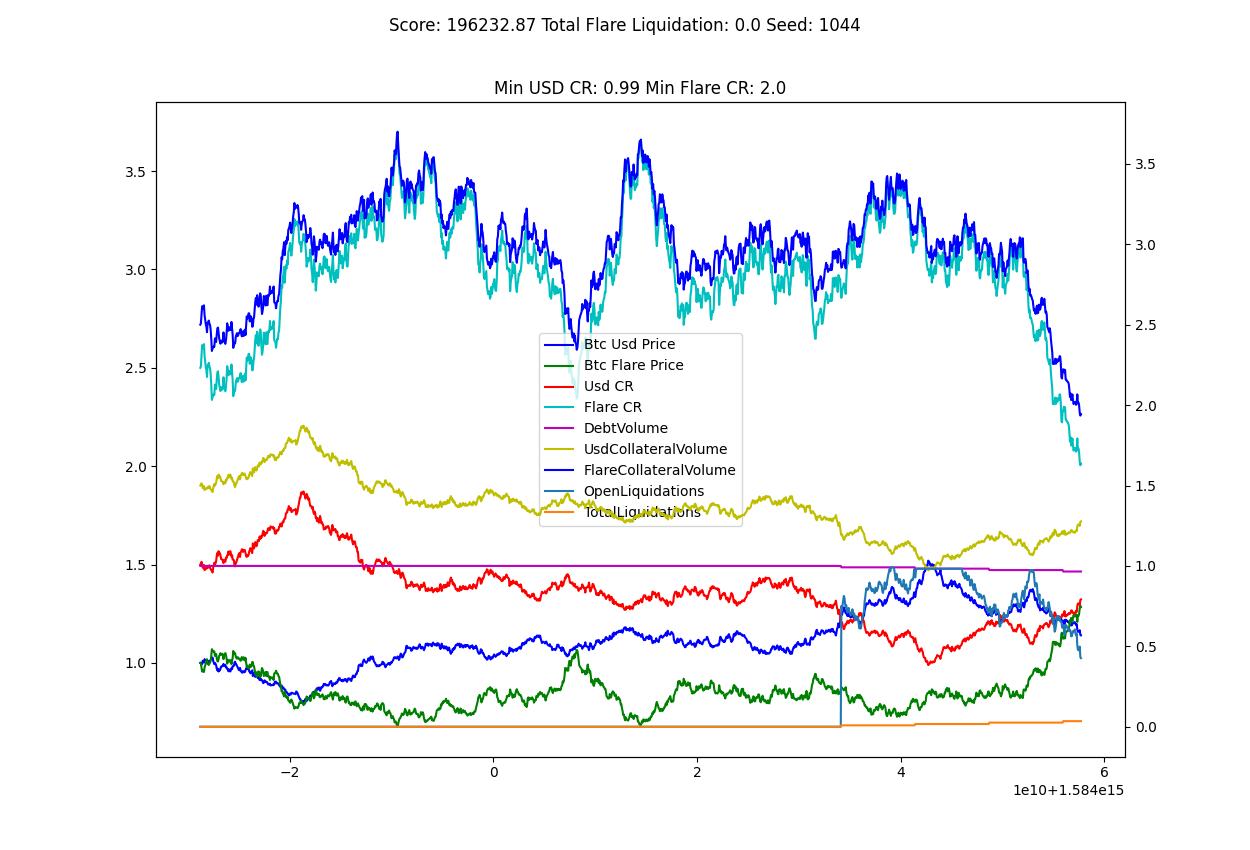 Score: 196232.87 Total Flare Liquidation: 0.0 Seed: 1044
Min USD CR: 0.99 Min Flare CR: 2.0
3.5
3.0
2.5
2.0
1.5
1.0
3.5
3.0
2.5
2.0
1.5
1.0
0.5
0.0
Btc Usd Price
Btc Flare Price
Usd CR
Flare CR
DebtVolume
UsdCollateralVolume
FlareCollateralVolume
OpenLiquidations
TotalLiquidations
−2 0 2 4 6
1e10+1.584e15